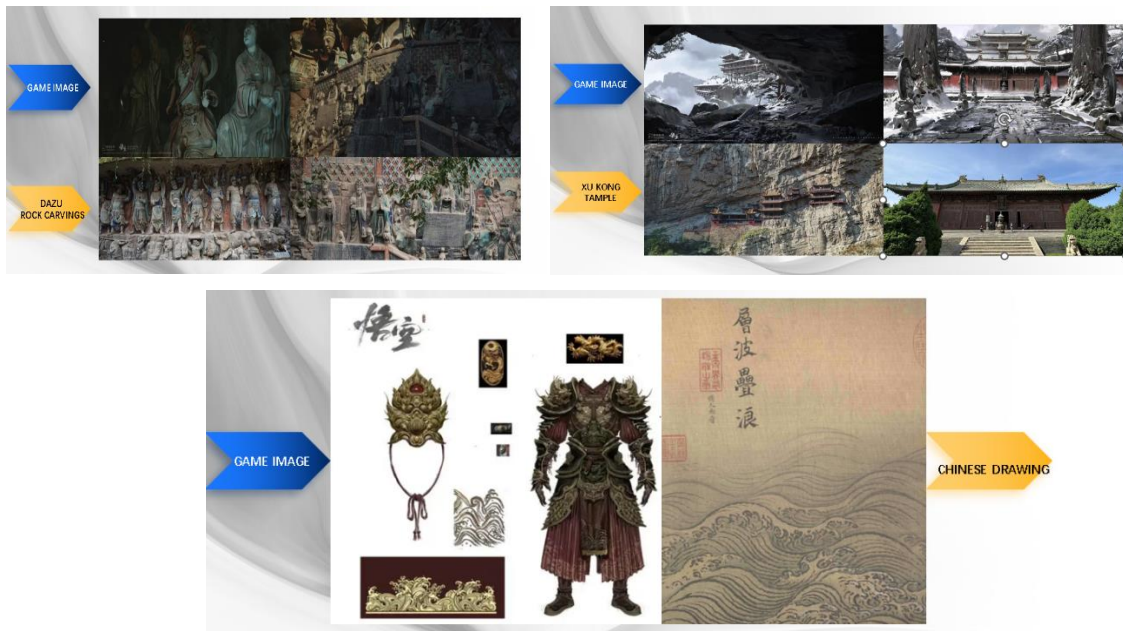 GAME IMAGE
DAZU
ROCK CARVINGS
GAME IMAGE
XU KONG
TAMPLE
GAME IMAGE
悟空
層波疊浪
CHINESE DRAWING